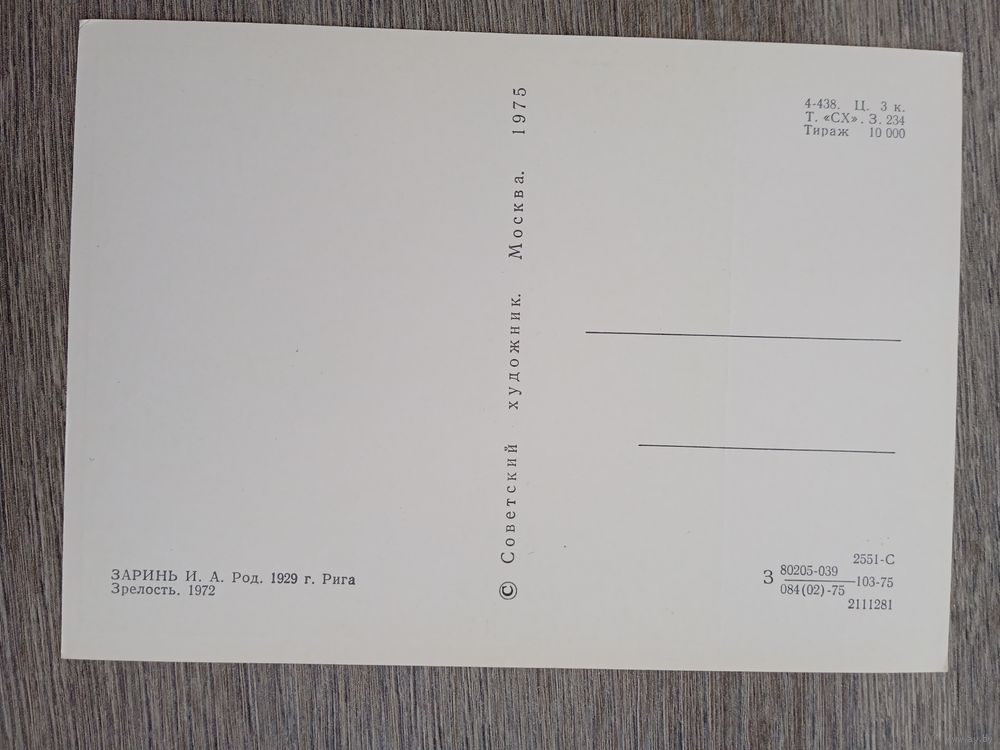 4-438. Ц. 3 к.
Т. «СХ». З. 234
Тираж 10 000
© Советский художник. Москва. 1975
ЗАРИНЬ И. А. Род. 1929 г. Рига
Зрелость. 1972
2551-С
З 80205-039
084(02)-75 —103-75
2111281